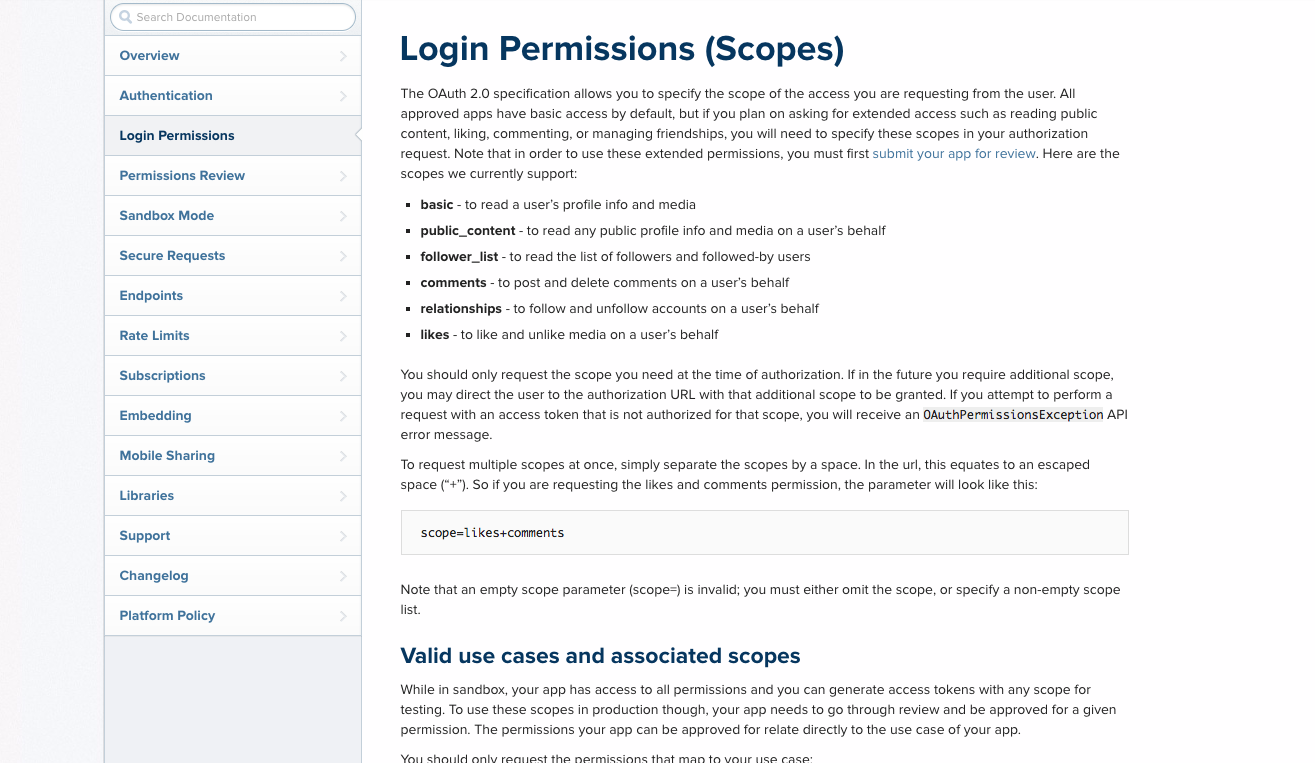 Search Documentation
Overview
Authentication
Login Permissions
Permissions Review
Sandbox Mode
Secure Requests
Endpoints
Rate Limits
Subscriptions
Embedding
Mobile Sharing
Libraries
Support
Changelog
Platform Policy
Login Permissions (Scopes)
The OAuth 2.0 specification allows you to specify the scope of the access you are requesting from the user. All
approved apps have basic access by default, but if you plan on asking for extended access such as reading public
content, liking, commenting, or managing friendships, you will need to specify these scopes in your authorization
request. Note that in order to use these extended permissions, you must first submit your app for review. Here are the
scopes we currently support:
▪ basic - to read a user’s profile info and media
▪ public_content - to read any public profile info and media on a user’s behalf
▪ follower_list - to read the list of followers and followed-by users
▪ comments - to post and delete comments on a user’s behalf
▪ relationships - to follow and unfollow accounts on a user’s behalf
▪ likes - to like and unlike media on a user’s behalf
You should only request the scope you need at the time of authorization. If in the future you require additional scope,
you may direct the user to the authorization URL with that additional scope to be granted. If you attempt to perform a
request with an access token that is not authorized for that scope, you will receive an OAuthPermissionsException API
error message.
To request multiple scopes at once, simply separate the scopes by a space. In the url, this equates to an escaped
space (“+”). So if you are requesting the likes and comments permission, the parameter will look like this:
scope=likes+comments
Note that an empty scope parameter (scope=) is invalid; you must either omit the scope, or specify a non-empty scope
list.
Valid use cases and associated scopes
While in sandbox, your app has access to all permissions and you can generate access tokens with any scope for
testing. To use these scopes in production though, your app needs to go through review and be approved for a given
permission. The permissions your app can be approved for relate directly to the use case of your app.
You should only request the permissions that map to your use case: